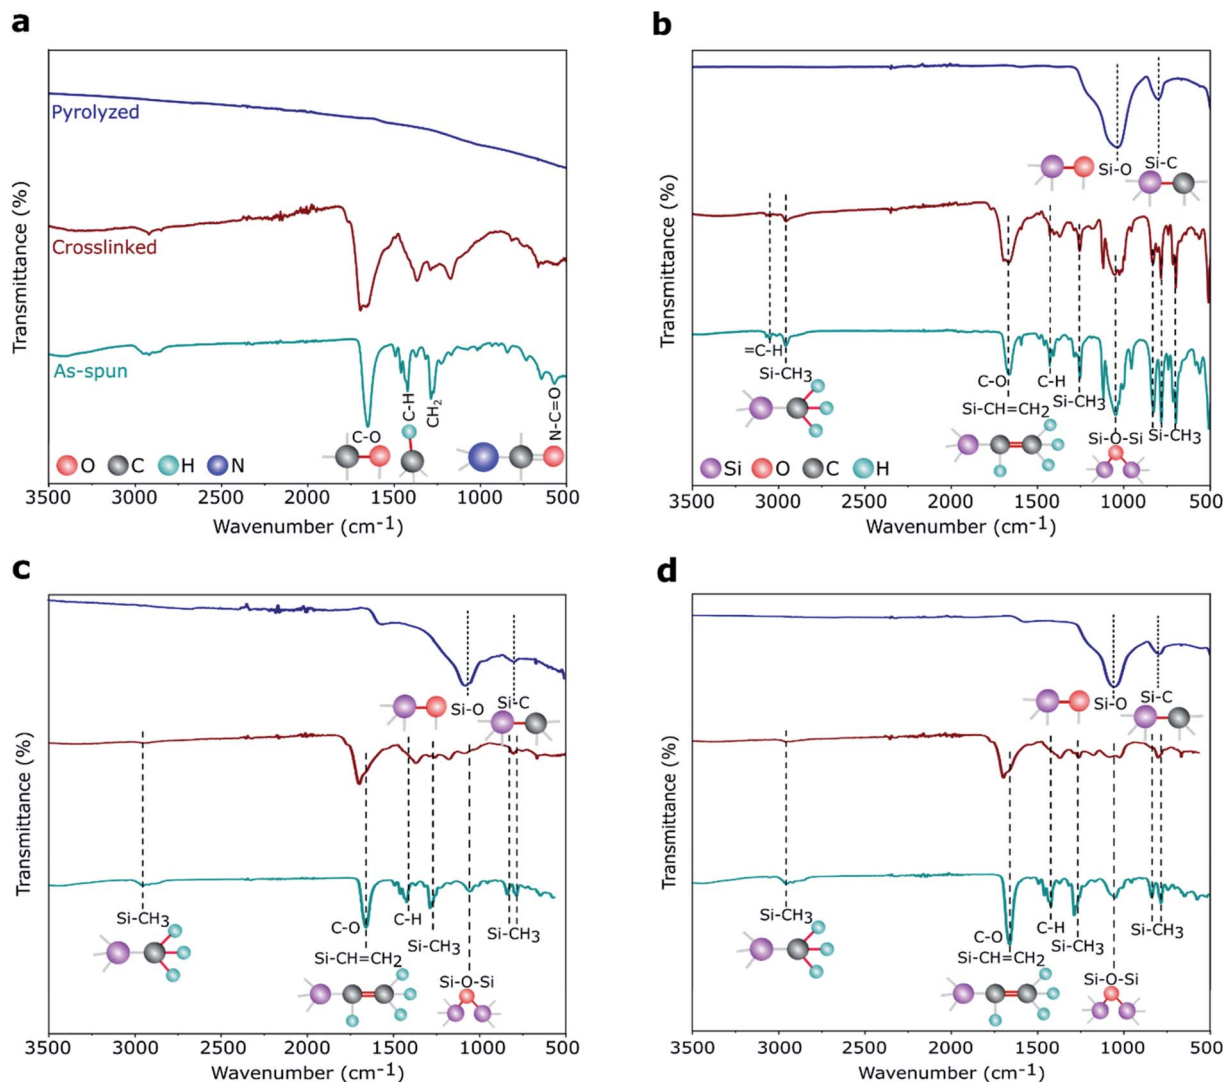 a
Transmittance (%)
Pyrolyzed
Crosslinked
As-spun
C-O
C-H
CH2
N-C=O
O C H N
3500 3000 2500 2000 1500 1000 500
Wavenumber (cm-1)
b
Transmittance (%)
Si-O
Si-C
=C-H
Si-CH3
C-O
Si-CH=CH2
C-H
Si-CH3
Si-O-Si
Si-CH3
Si O C H
3500 3000 2500 2000 1500 1000 500
Wavenumber (cm-1)
c
Transmittance (%)
Si-O
Si-C
Si-CH3
C-O
Si-CH=CH2
C-H
Si-CH3
Si-O-Si
Si-CH3
3500 3000 2500 2000 1500 1000 500
Wavenumber (cm-1)
d
Transmittance (%)
Si-O
Si-C
Si-CH3
C-O
Si-CH=CH2
C-H
Si-CH3
Si-O-Si
Si-CH3
3500 3000 2500 2000 1500 1000 500
Wavenumber (cm-1)